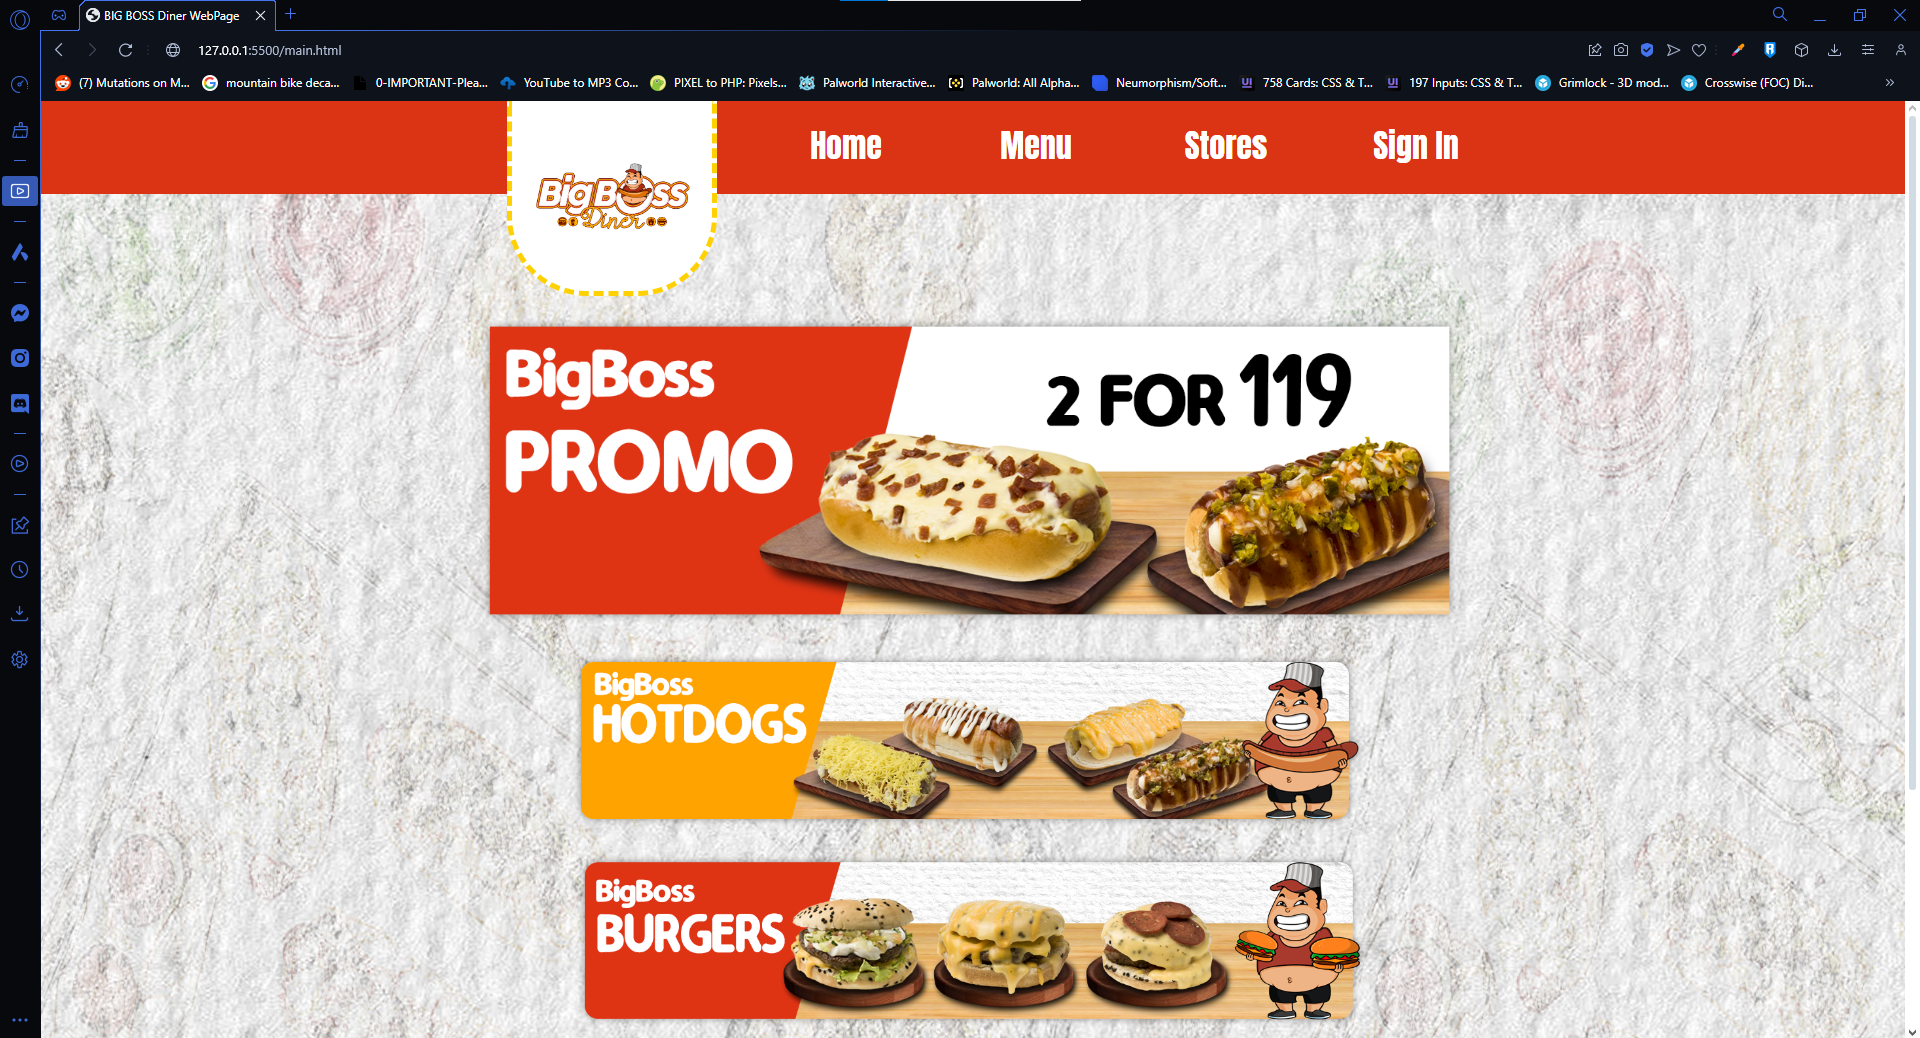 BIG BOSS Diner WebPage
127.0.0.1:5500/main.html
(7) Mutations on M...
mountain bike deca...
0-IMPORTANT-Plea...
YouTube to MP3 Co...
PIXEL to PHP: Pixels...
Palworld Interactive...
Palworld: All Alpha...
Neumorphism/Soft...
UI
758 Cards: CSS & T...
UI
197 Inputs: CSS & T...
Grimlock - 3D mod...
Crosswise (FOC) Di...
Home
Menu
Stores
Sign In
BigBoss
Diner
BigBoss
PROMO
2 FOR 119
BigBoss
HOTDOGS
BigBoss
BURGERS